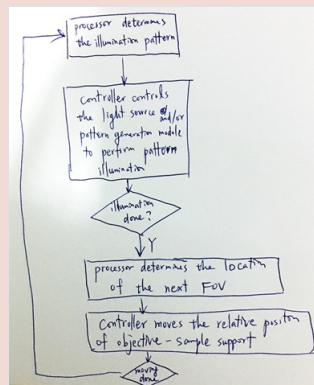 processor determines
the illumination pattern
Controller controls
the light source and/or
pattern generation module
to perform pattern
illumination
illumination
done?
Y
processor determines the location
of the next FOV
Controller moves the relative position
of objective-sample support
moving
done